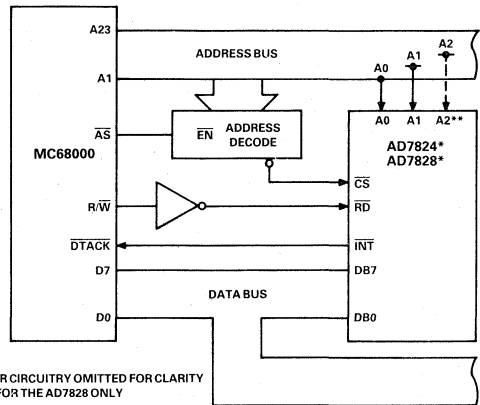 A23
ADDRESS BUS
A1
A2
A0
A1
A0
A1
A2**
AS
EN
ADDRESS
DECODE
AD7824*
AD7828*
MC68000
CS
R/W
RD
DTACK
INT
D7
DB7
DATA BUS
D0
DB0
R CIRCUITRY OMITTED FOR CLARITY
FOR THE AD7828 ONLY